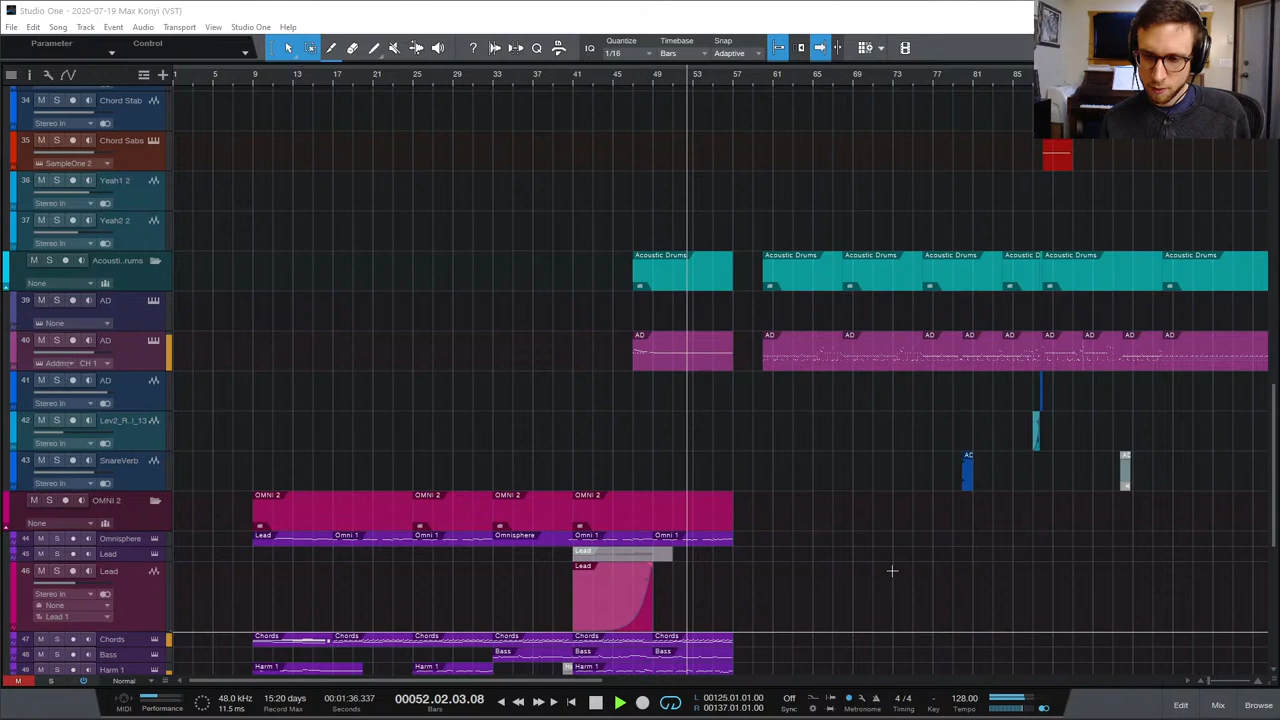 Studio One - 2020-07-19 Max Konyi (VST)
File Edit Song Track Event Audio Transport View Studio One Help
Parameter Control
IQ
Quantize Timebase Snap
1/16 Bars Adaptive
1 5 9 13 17 21 25 29 33 37 41 45 49 53 57 61 65 69 73 77 81 85
34 M S Chord Stab
Stereo In
35 M S Chord Sabs
SampleOne 2
36 M S Yeah1 2
Stereo In
37 M S Yeah2 2
Stereo In
M S Acousti..rums
None
Acoustic Drums Acoustic Drums Acoustic Drums Acoustic Drums Acoustic D Acoustic Drums Acoustic Drums
39 M S AD
None
40 M S AD
CH 1
AD AD AD AD AD AD AD AD AD AD
41 M S AD
Stereo In
42 M S Lev2_R..l_13
Stereo In
43 M S SnareVerb
Stereo In
AD
M S OMNI 2
None
OMNI 2 OMNI 2 OMNI 2 OMNI 2
44 M S Omnisphere
Lead Omni 1 Omni 1 Omnisphere Omni 1 Omni 1
45 M S Lead
Lead
46 M S Lead
Stereo In
None
Lead 1
Lead
47 M S Chords
Chords Chords Chords Chords Chords Chords
48 M S Bass
Bass Bass Bass
49 M S Harm 1
Harm 1 Harm 1 Harm 1
M S Normal
MIDI Performance
48.0 kHz
11.5 ms
15:20 days
Max Recording
00:01:36.337
Seconds
00052.02.03.08
Bars
L 00125.01.01.00
R 00137.01.01.00
Off
Sync
Metronome
4/4
Timing
-
Key
128.00
Tempo
Edit Mix Browse